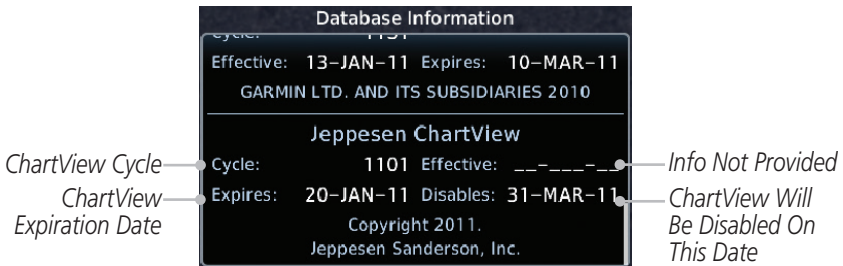 Database Information
Effective: 13-JAN-11 Expires: 10-MAR-11
GARMIN LTD. AND ITS SUBSIDIARIES 2010
Jeppesen ChartView
Cycle: 1101 Effective: __-___-__
Expires: 20-JAN-11 Disables: 31-MAR-11
Copyright 2011.
Jeppesen Sanderson, Inc.
ChartView Cycle
ChartView
Expiration Date
Info Not Provided
ChartView Will
Be Disabled On
This Date